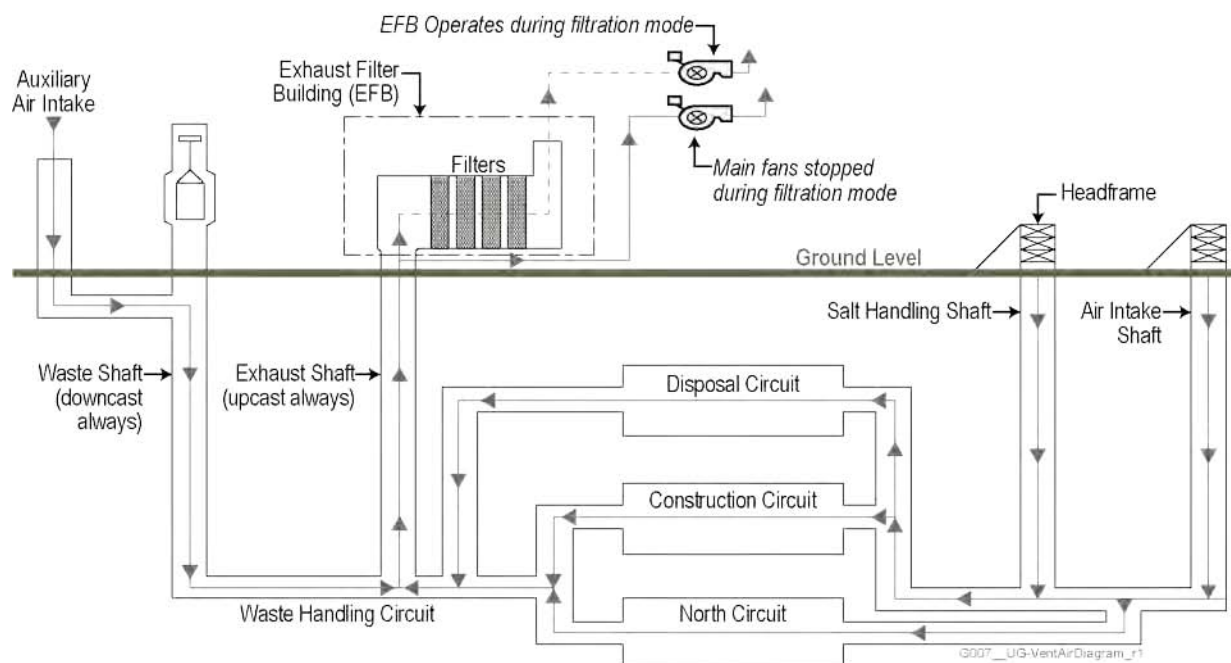 EFB Operates during filtration mode
Auxiliary
Air Intake
Exhaust Filter
Building (EFB)
Filters
Main fans stopped
during filtration mode
Headframe
Ground Level
Salt Handling Shaft
Air Intake
Shaft
Waste Shaft
(downcast
always)
Exhaust Shaft
(upcast always)
Disposal Circuit
Construction Circuit
Waste Handling Circuit
North Circuit
G007__UG-VentAirDiagram_r1